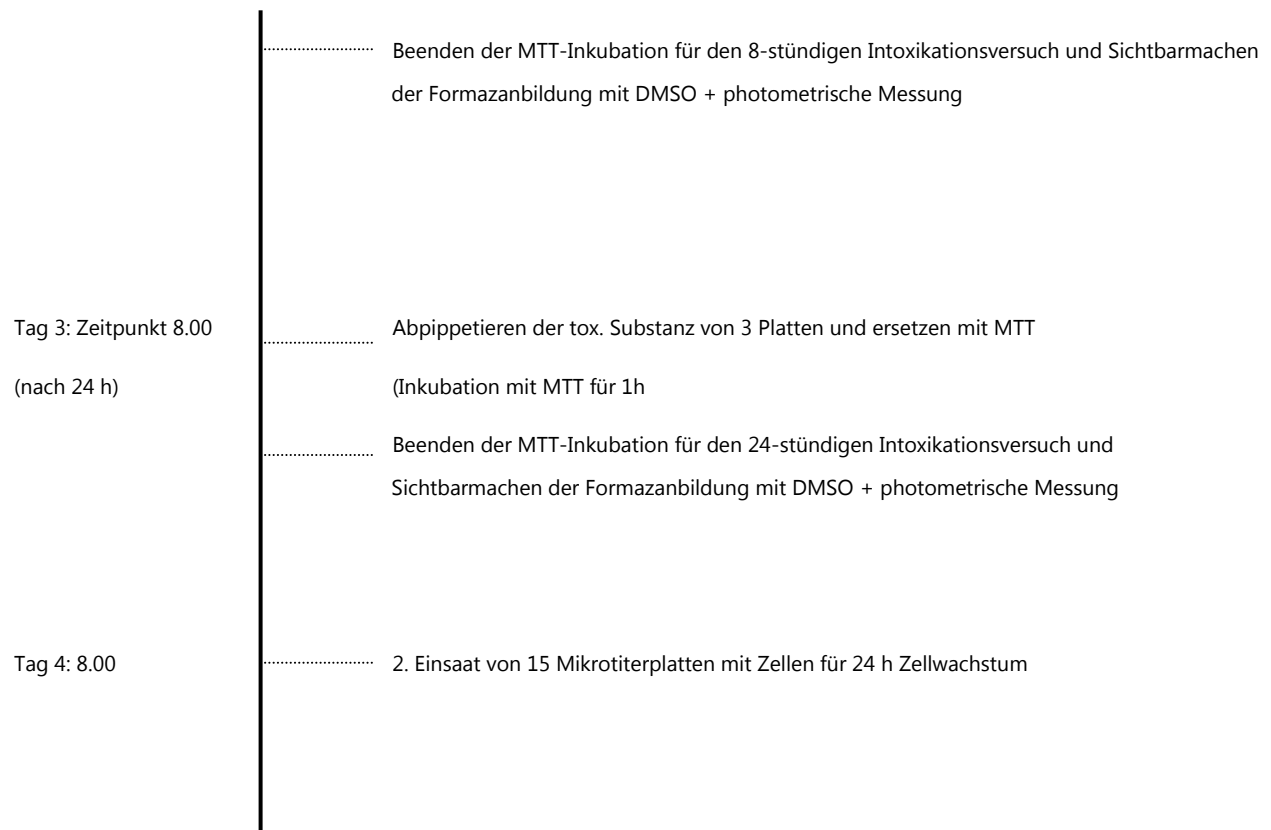 Beenden der MTT-Inkubation für den 8-stündigen Intoxikationsversuch und Sichtbarmachen
der Formazanbildung mit DMSO + photometrische Messung
Tag 3: Zeitpunkt 8.00
Abpippetieren der tox. Substanz von 3 Platten und ersetzen mit MTT
(nach 24 h)
(Inkubation mit MTT für 1h
Beenden der MTT-Inkubation für den 24-stündigen Intoxikationsversuch und
Sichtbarmachen der Formazanbildung mit DMSO + photometrische Messung
Tag 4: 8.00
2. Einsaat von 15 Mikrotiterplatten mit Zellen für 24 h Zellwachstum